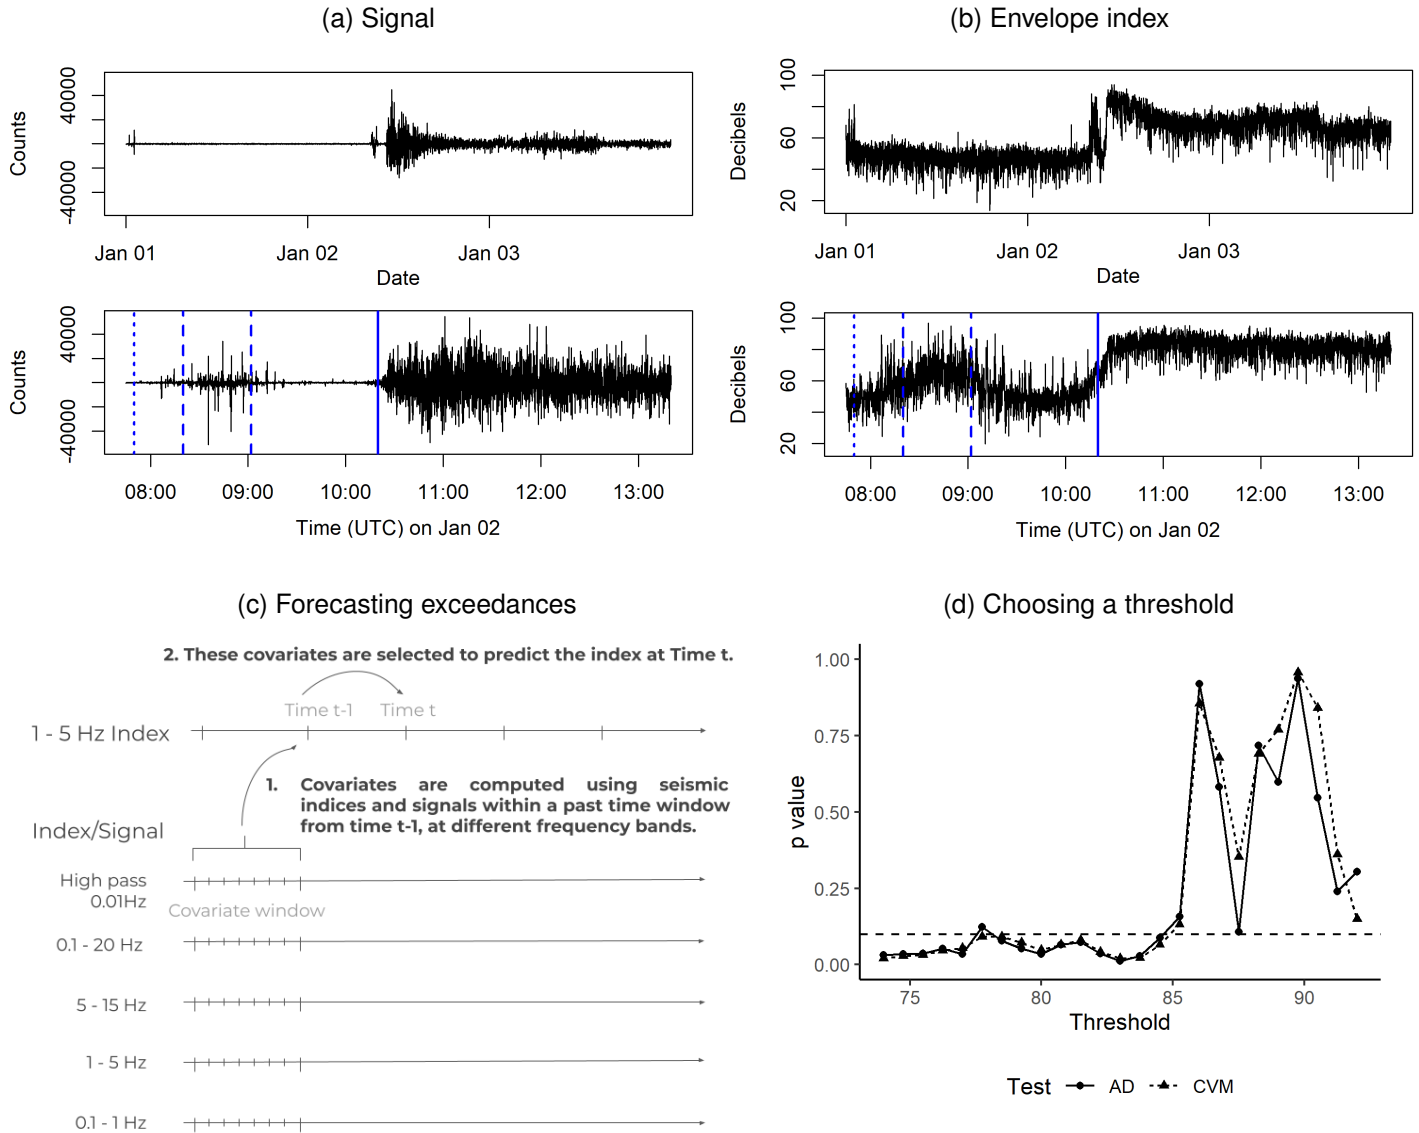 (a) Signal
Counts
40000
-40000
Jan 01
Jan 02
Jan 03
Date
Counts
40000
-40000
08:00
09:00
10:00
11:00
12:00
13:00
Time (UTC) on Jan 02
(b) Envelope index
Decibels
100
60
20
Jan 01
Jan 02
Jan 03
Date
Decibels
100
60
20
08:00
09:00
10:00
11:00
12:00
13:00
Time (UTC) on Jan 02
(c) Forecasting exceedances
2. These covariates are selected to predict the index at Time t.
Time t-1
Time t
1 - 5 Hz Index
1. Covariates are computed using seismic
indices and signals within a past time window
from time t-1, at different frequency bands.
Index/Signal
High pass
0.01Hz
Covariate window
0.1 - 20 Hz
5 - 15 Hz
1 - 5 Hz
0.1 - 1 Hz
(d) Choosing a threshold
p value
1.00
0.75
0.50
0.25
0.00
75
80
85
90
Threshold
Test
AD
CVM